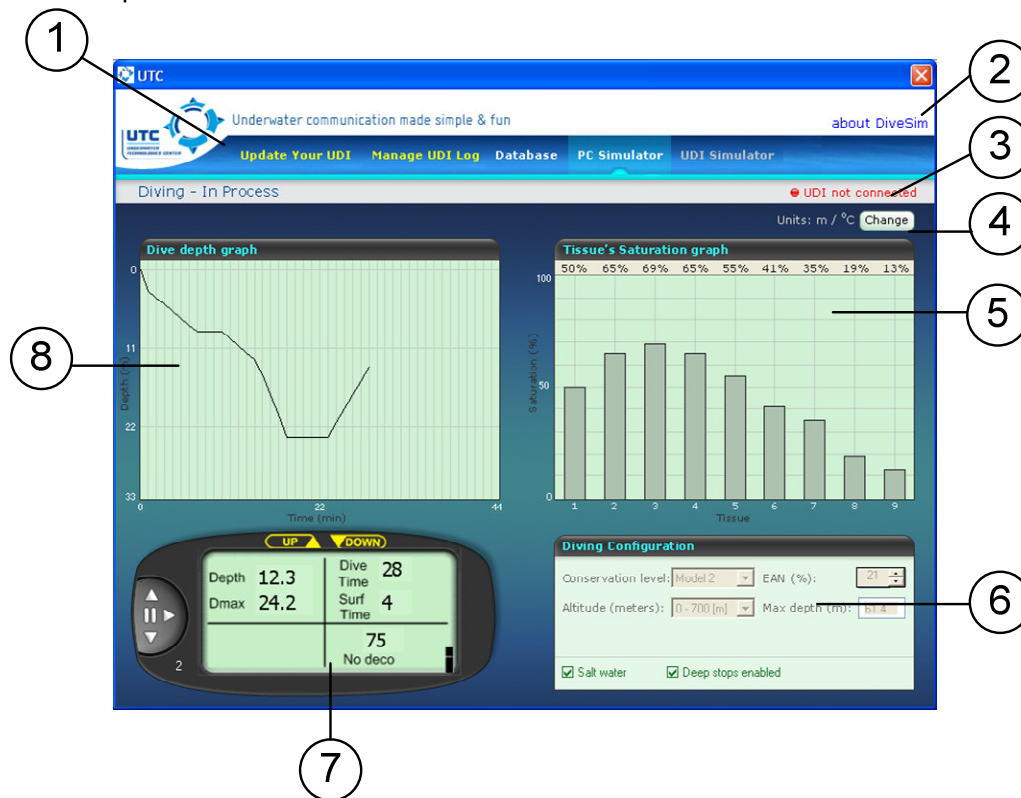 1
UTC
2
Underwater communication made simple & fun
about DiveSim
UTC
UNDERWATER
TECHNOLOGIES CENTER
3
Update Your UDI Manage UDI Log Database PC Simulator UDI Simulator
Diving - In Process
UDI not connected
Units: m / °C Change
4
Dive depth graph
0
11
22
33
Depth (m)
0 22 44
Time (min)
8
Tissue's Saturation graph
50% 65% 69% 65% 55% 41% 35% 19% 13%
100
50
0
Saturation (%)
1 2 3 4 5 6 7 8 9
Tissue
5
UP DOWN
Depth 12.3
Dmax 24.2
Dive Time 28
Surf Time 4
75
No deco
2
7
Diving Configuration
Conservation level: Model 2 EAN (%): 21
Altitude (meters): 0 - 700 [m] Max depth (m): 61.4
Salt water Deep stops enabled
6